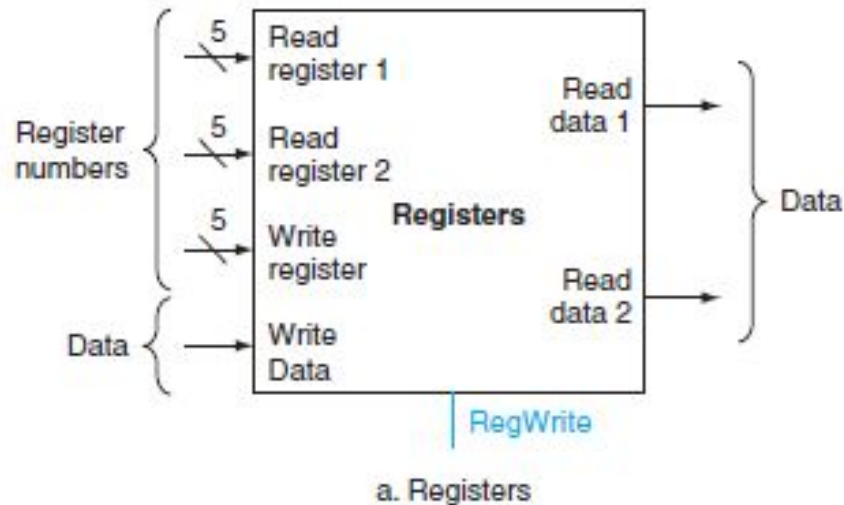 Register
numbers
Data
5
Read
register 1
5
Read
register 2
5
Write
register
Write
Data
Registers
Read
data 1
Read
data 2
Data
RegWrite
a. Registers